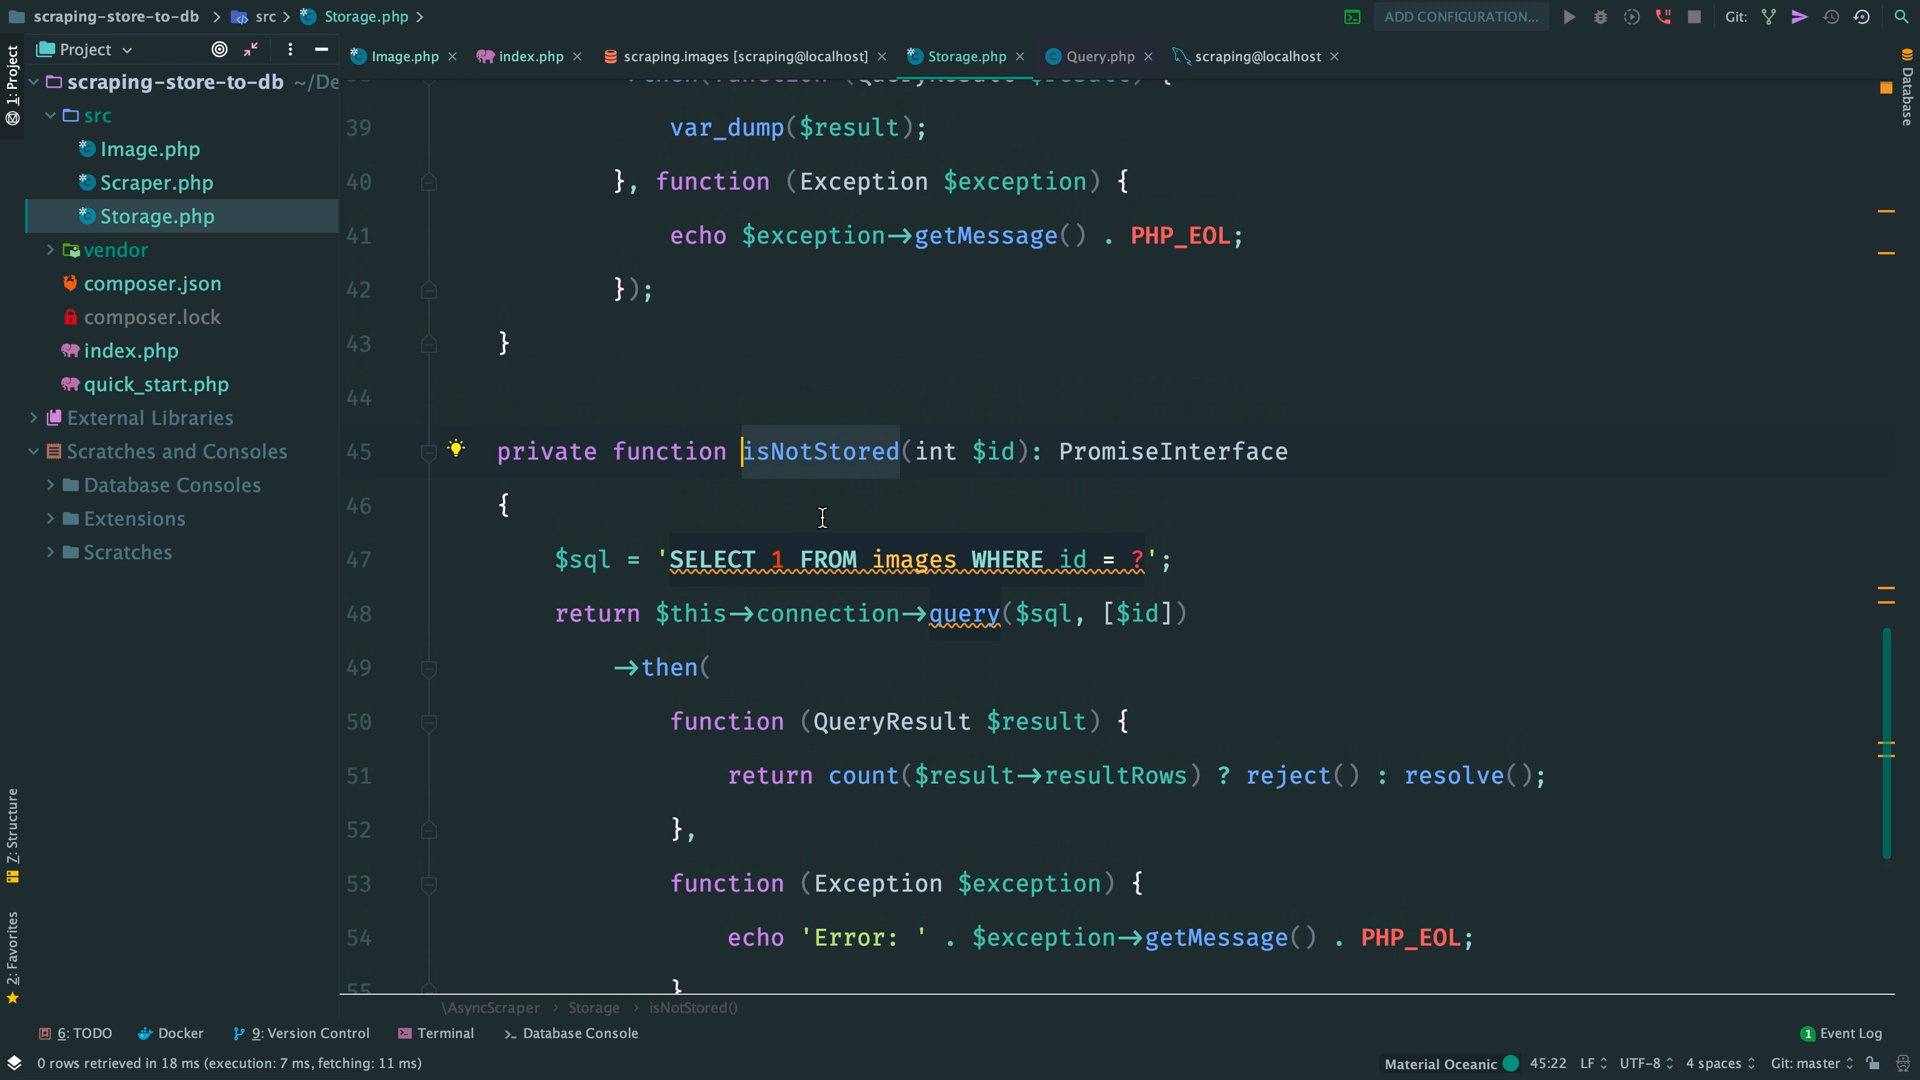 scraping-store-to-db > src > Storage.php >
ADD CONFIGURATION...
Git:
1: Project
Project
Image.php
index.php
scraping.images [scraping@localhost]
Storage.php
Query.php
scraping@localhost
Database
scraping-store-to-db ~/De
src
Image.php
Scraper.php
Storage.php
vendor
composer.json
composer.lock
index.php
quick_start.php
External Libraries
Scratches and Consoles
Database Consoles
Extensions
Scratches
7: Structure
2: Favorites
39 var_dump($result);
40 }, function (Exception $exception) {
41 echo $exception→getMessage() . PHP_EOL;
42 });
43 }
44
45 private function isNotStored(int $id): PromiseInterface
46 {
47 $sql = 'SELECT 1 FROM images WHERE id = ?';
48 return $this→connection→query($sql, [$id])
49 →then(
50 function (QueryResult $result) {
51 return count($result→resultRows) ? reject() : resolve();
52 },
53 function (Exception $exception) {
54 echo 'Error: ' . $exception→getMessage() . PHP_EOL;
55 }
\AsyncScraper > Storage > isNotStored()
6: TODO
Docker
9: Version Control
Terminal
Database Console
1 Event Log
0 rows retrieved in 18 ms (execution: 7 ms, fetching: 11 ms)
Material Oceanic
45:22
LF
UTF-8
4 spaces
Git: master